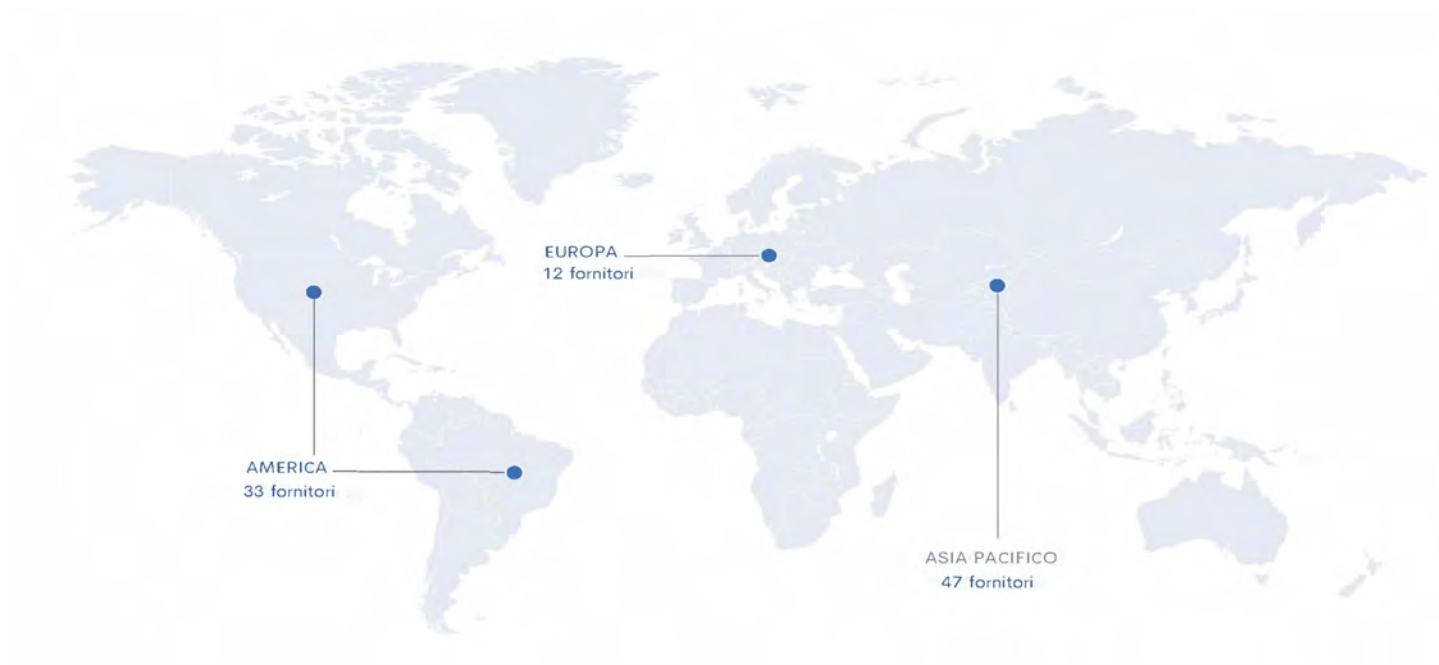 EUROPA
12 fornitori
AMERICA
33 fornitori
ASIA PACIFICO
47 fornitori